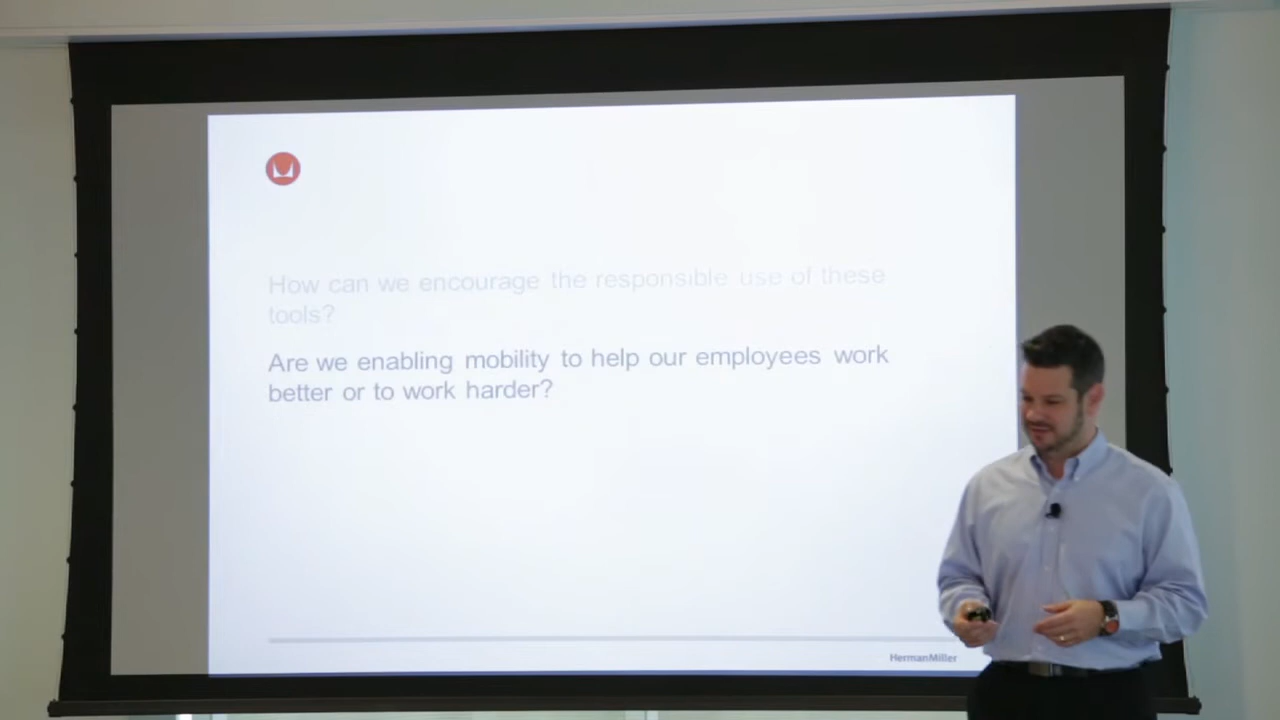 How can we encourage the responsible use of these
tools?
Are we enabling mobility to help our employees work
better or to work harder?
HermanMiller